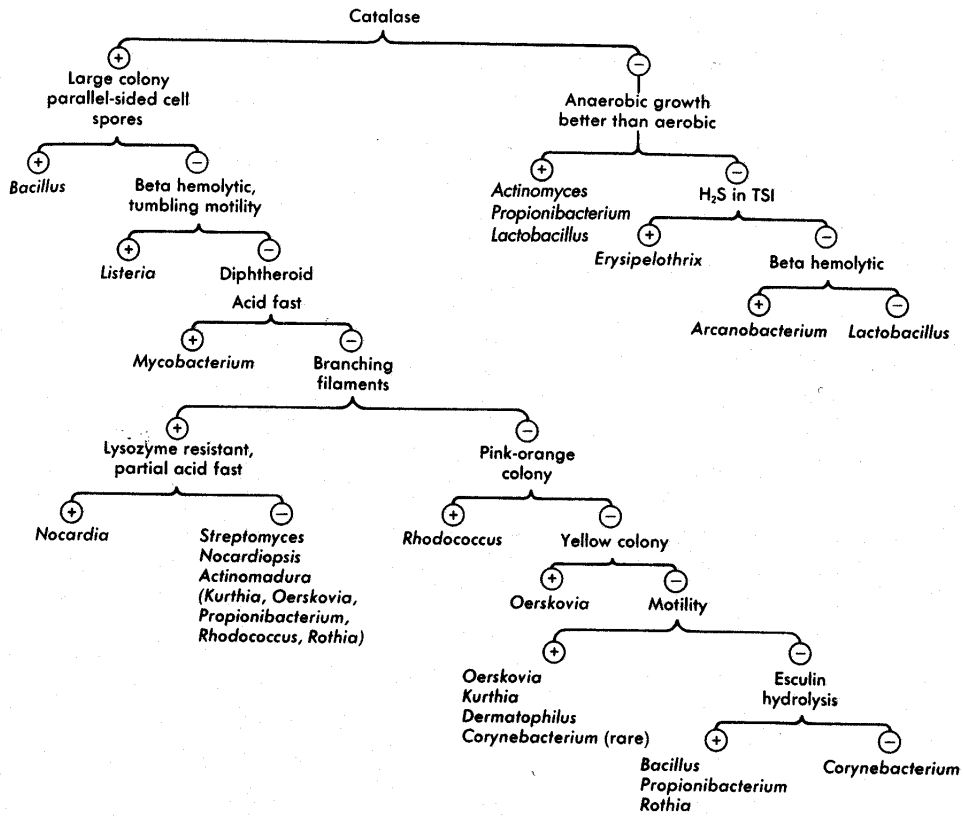 Catalase
+
−
Large colony
parallel-sided cell
spores
Anaerobic growth
better than aerobic
+
−
+
−
Bacillus
Beta hemolytic,
tumbling motility
Actinomyces
Propionibacterium
Lactobacillus
H₂S in TSI
+
−
+
−
Listeria
Diphtheroid
Erysipelothrix
Beta hemolytic
Acid fast
+
−
+
−
Arcanobacterium
Lactobacillus
Mycobacterium
Branching
filaments
+
−
Lysozyme resistant,
partial acid fast
Pink-orange
colony
+
−
+
−
Nocardia
Streptomyces
Nocardiopsis
Actinomadura
(Kurthia, Oerskovia,
Propionibacterium,
Rhodococcus, Rothia)
Rhodococcus
Yellow colony
+
−
Oerskovia
Motility
+
−
Oerskovia
Kurthia
Dermatophilus
Corynebacterium (rare)
Esculin
hydrolysis
+
−
Bacillus
Propionibacterium
Rothia
Corynebacterium